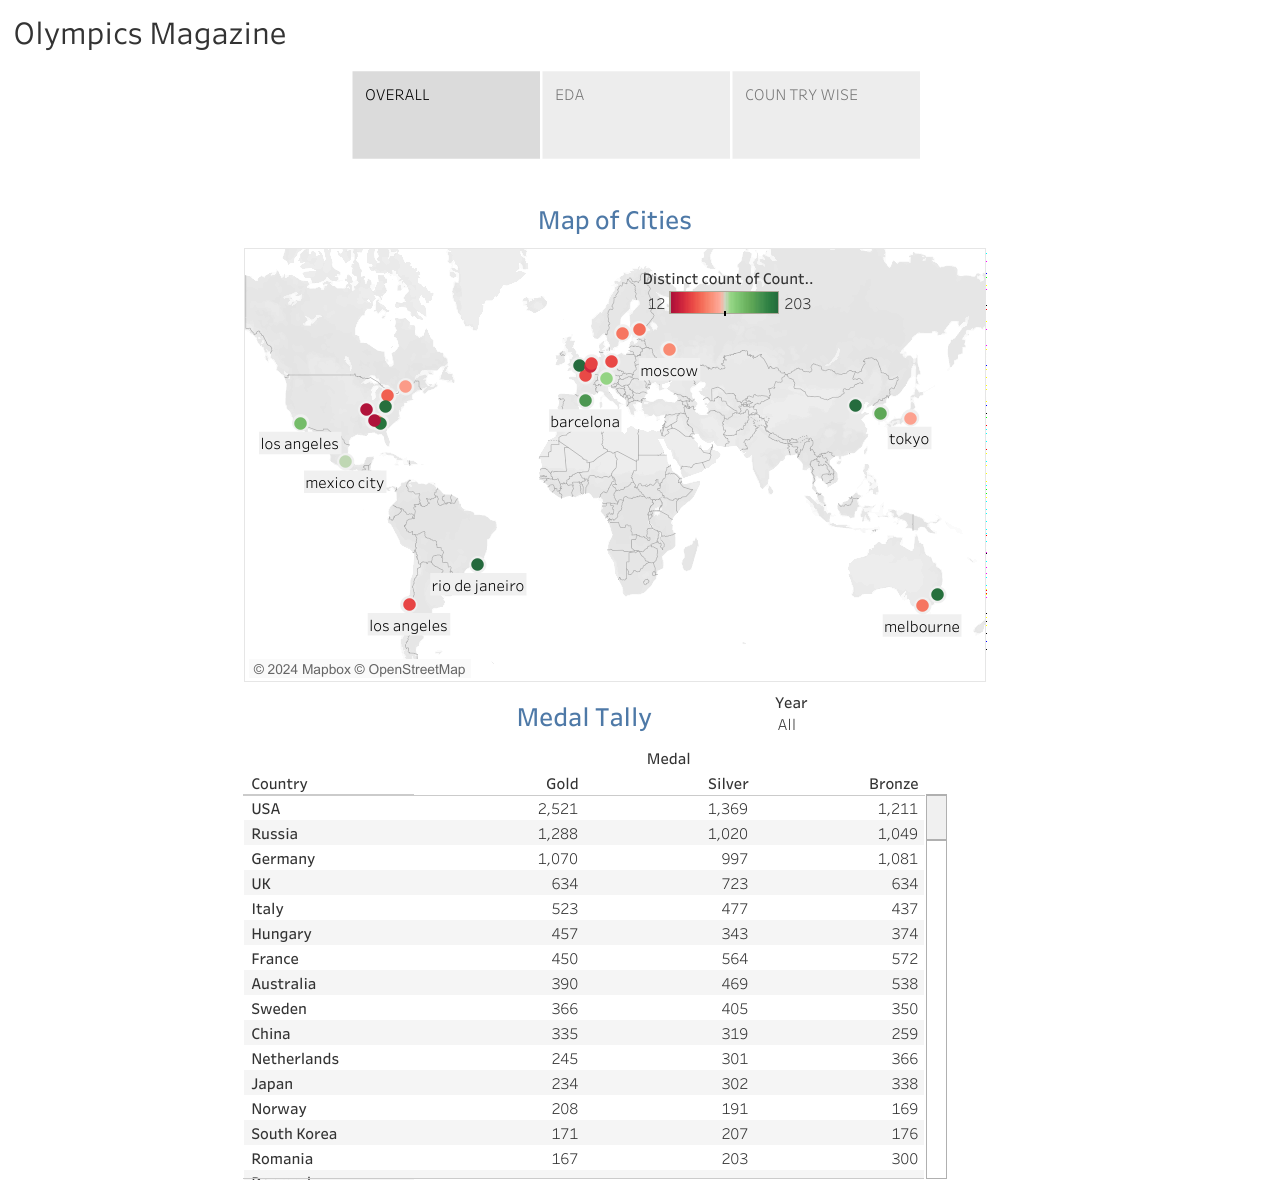 Olympics Magazine
OVERALL EDA COUN TRY WISE
Map of Cities
Distinct count of Count..
12 203
moscow
barcelona
tokyo
los angeles
mexico city
rio de janeiro
los angeles
melbourne
© 2024 Mapbox © OpenStreetMap
Medal Tally
Year
All
Medal
Country Gold Silver Bronze
USA 2,521 1,369 1,211
Russia 1,288 1,020 1,049
Germany 1,070 997 1,081
UK 634 723 634
Italy 523 477 437
Hungary 457 343 374
France 450 564 572
Australia 390 469 538
Sweden 366 405 350
China 335 319 259
Netherlands 245 301 366
Japan 234 302 338
Norway 208 191 169
South Korea 171 207 176
Romania 167 203 300